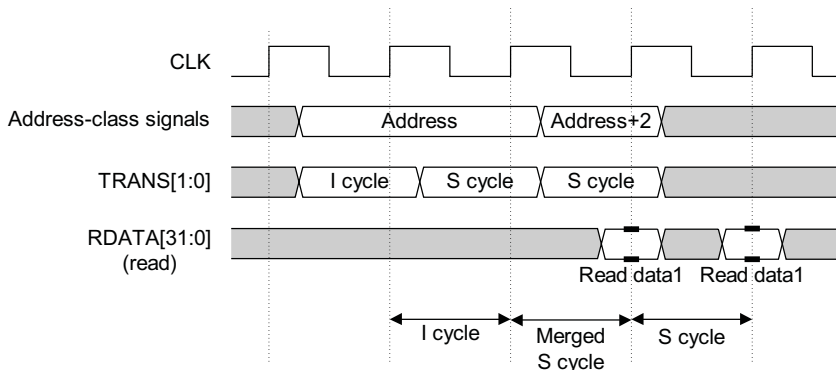 CLK
Address-class signals
Address
Address+2
TRANS[1:0]
I cycle
S cycle
S cycle
RDATA[31:0]
(read)
Read data1
Read data1
I cycle
Merged
S cycle
S cycle